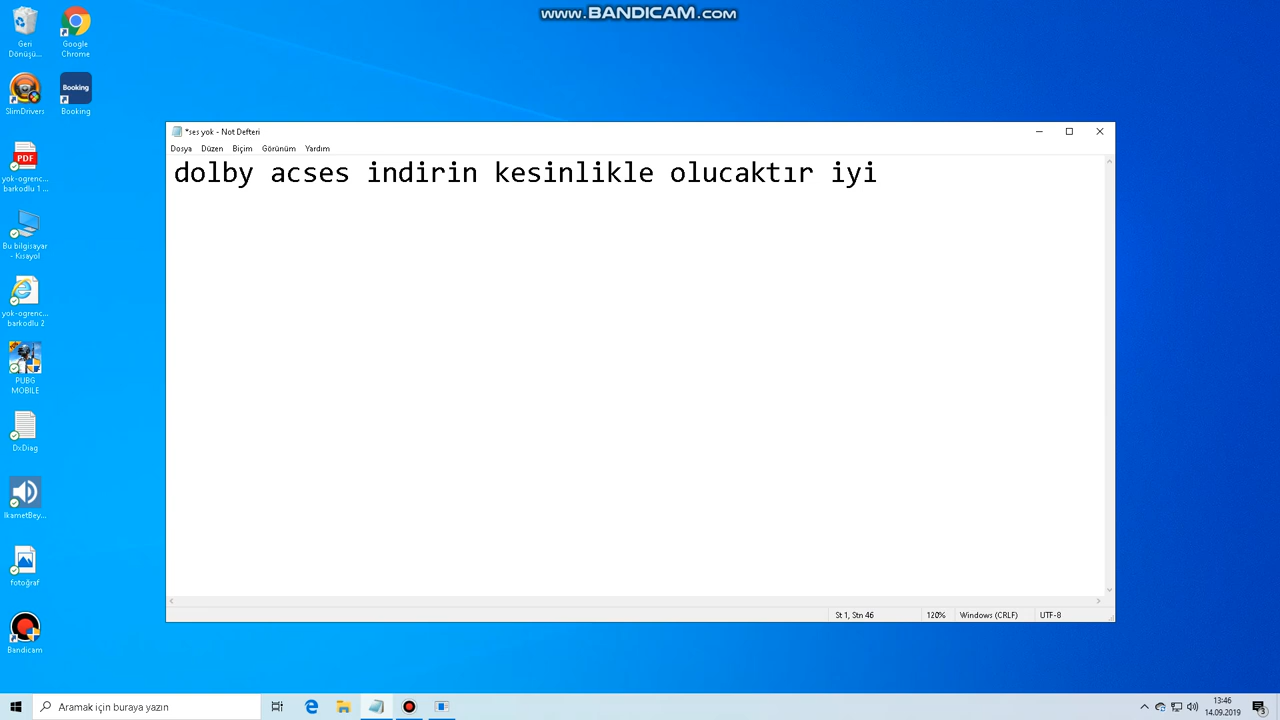 www.BANDICAM.com
Geri
Dönüşü...
Google
Chrome
SlimDrivers
Booking
Booking
PDF
yok-ogrenc...
barkodlu 1 ...
Bu bilgisayar
- Kısayol
yok-ogrenc...
barkodlu 2
PUBG
MOBILE
DxDiag
IkametBey...
fotoğraf
Bandicam
*ses yok - Not Defteri
Dosya Düzen Biçim Görünüm Yardım
dolby acses indirin kesinlikle olucaktır iyi
St 1, Stn 46 120% Windows (CRLF) UTF-8
Aramak için buraya yazın
13:46
14.09.2019
3